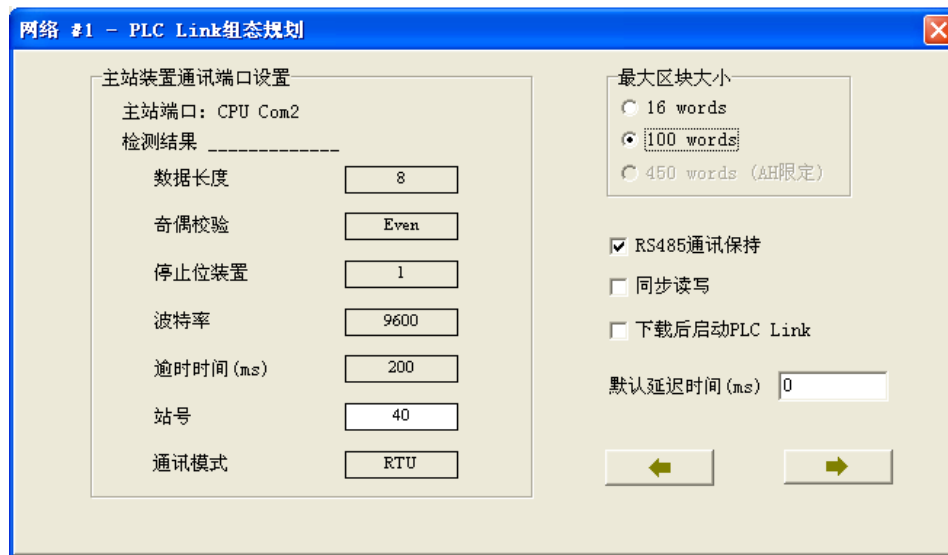 网络 #1 - PLC Link组态规划
主站装置通讯端口设置
主站端口: CPU Com2
检测结果 _____________
数据长度 8
奇偶校验 Even
停止位装置 1
波特率 9600
逾时时间(ms) 200
站号 40
通讯模式 RTU
最大区块大小
16 words
100 words
450 words (AH限定)
RS485通讯保持
同步读写
下载后启动PLC Link
默认延迟时间(ms) 0